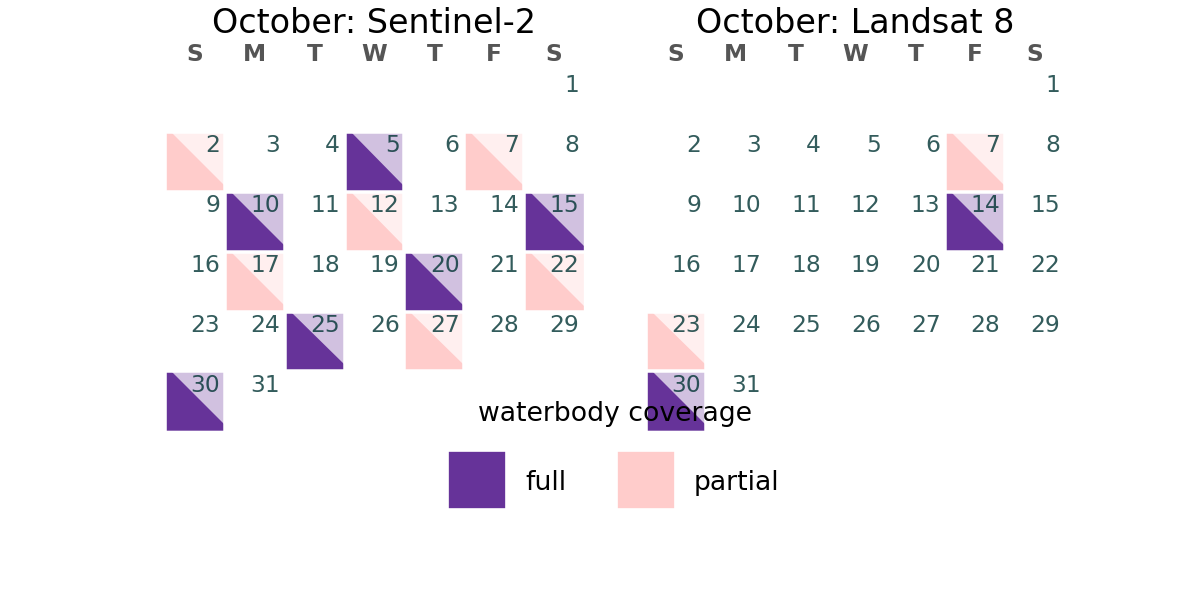 October: Sentinel-2
S M T W T F S
1
2 3 4 5 6 7 8
9 10 11 12 13 14 15
16 17 18 19 20 21 22
23 24 25 26 27 28 29
30 31
October: Landsat 8
S M T W T F S
1
2 3 4 5 6 7 8
9 10 11 12 13 14 15
16 17 18 19 20 21 22
23 24 25 26 27 28 29
30 31
waterbody coverage
full partial